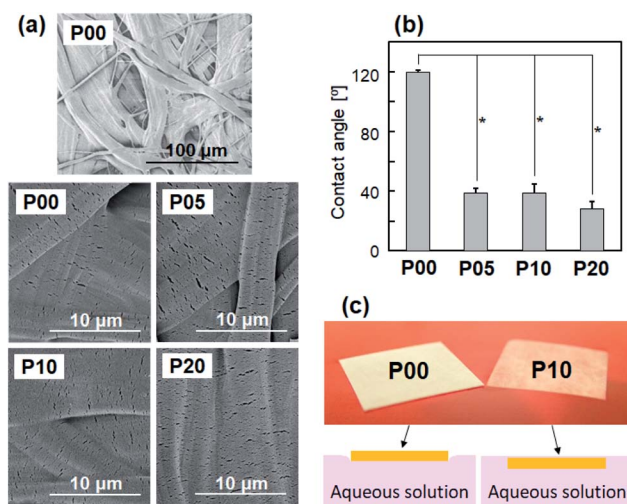 (a)
P00
100 µm
P00
P05
10 µm
10 µm
P10
P20
10 µm
10 µm
(b)
Contact angle [º]
120
80
40
0
*
*
*
P00
P05
P10
P20
(c)
P00
P10
Aqueous solution
Aqueous solution